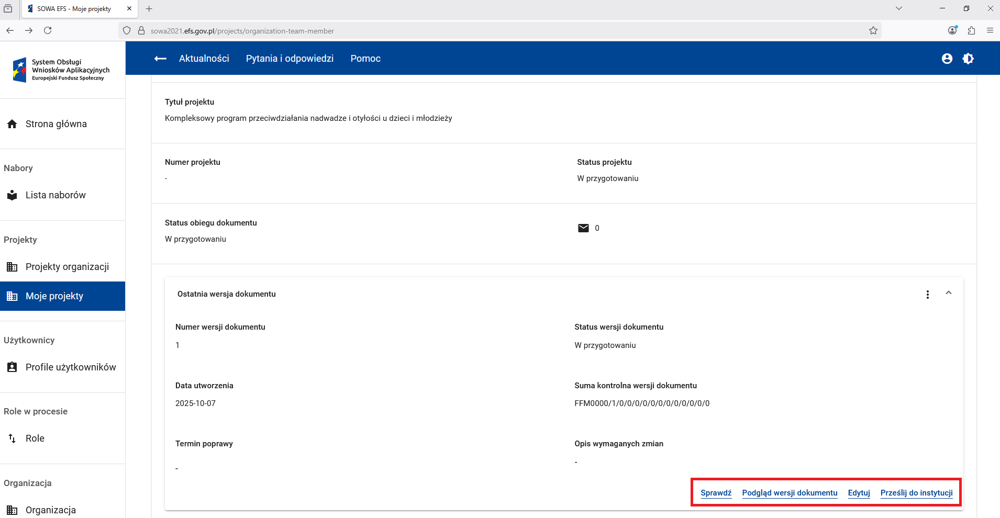 SOWA EFS - Moje projekty
sowa2021.efs.gov.pl/projects/organization-team-member
System Obsługi
Wniosków Aplikacyjnych
Europejski Fundusz Społeczny
Aktualności Pytania i odpowiedzi Pomoc
Strona główna
Nabory
Lista naborów
Projekty
Projekty organizacji
Moje projekty
Użytkownicy
Profile użytkowników
Role w procesie
Role
Organizacja
Organizacja
Tytuł projektu
Kompleksowy program przeciwdziałania nadwadze i otyłości u dzieci i młodzieży
Numer projektu
-
Status projektu
W przygotowaniu
Status obiegu dokumentu
W przygotowaniu
0
Ostatnia wersja dokumentu
Numer wersji dokumentu
1
Status wersji dokumentu
W przygotowaniu
Data utworzenia
2025-10-07
Suma kontrolna wersji dokumentu
FFM0000/1/0/0/0/0/0/0/0/0/0/0/0/0
Termin poprawy
-
Opis wymaganych zmian
-
Sprawdź Podgląd wersji dokumentu Edytuj Prześlij do instytucji